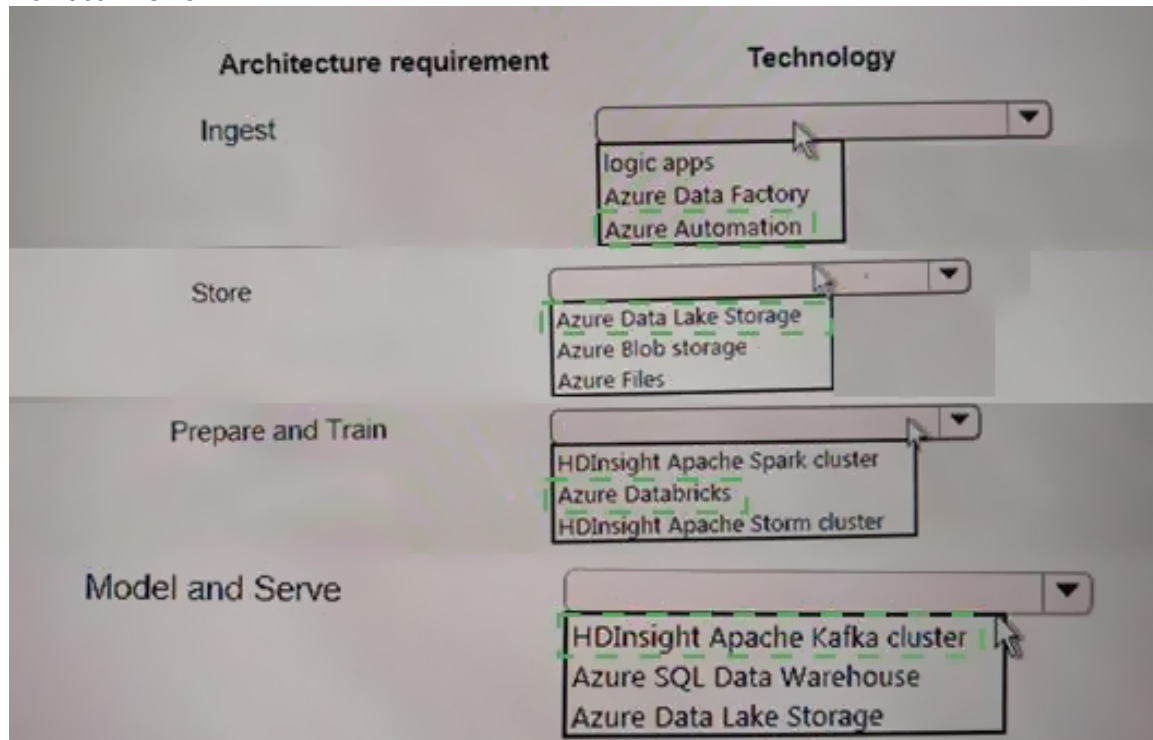 Architecture requirement Technology
Ingest
logic apps
Azure Data Factory
Azure Automation
Store
Azure Data Lake Storage
Azure Blob storage
Azure Files
Prepare and Train
HDInsight Apache Spark cluster
Azure Databricks
HDInsight Apache Storm cluster
Model and Serve
HDInsight Apache Kafka cluster
Azure SQL Data Warehouse
Azure Data Lake Storage